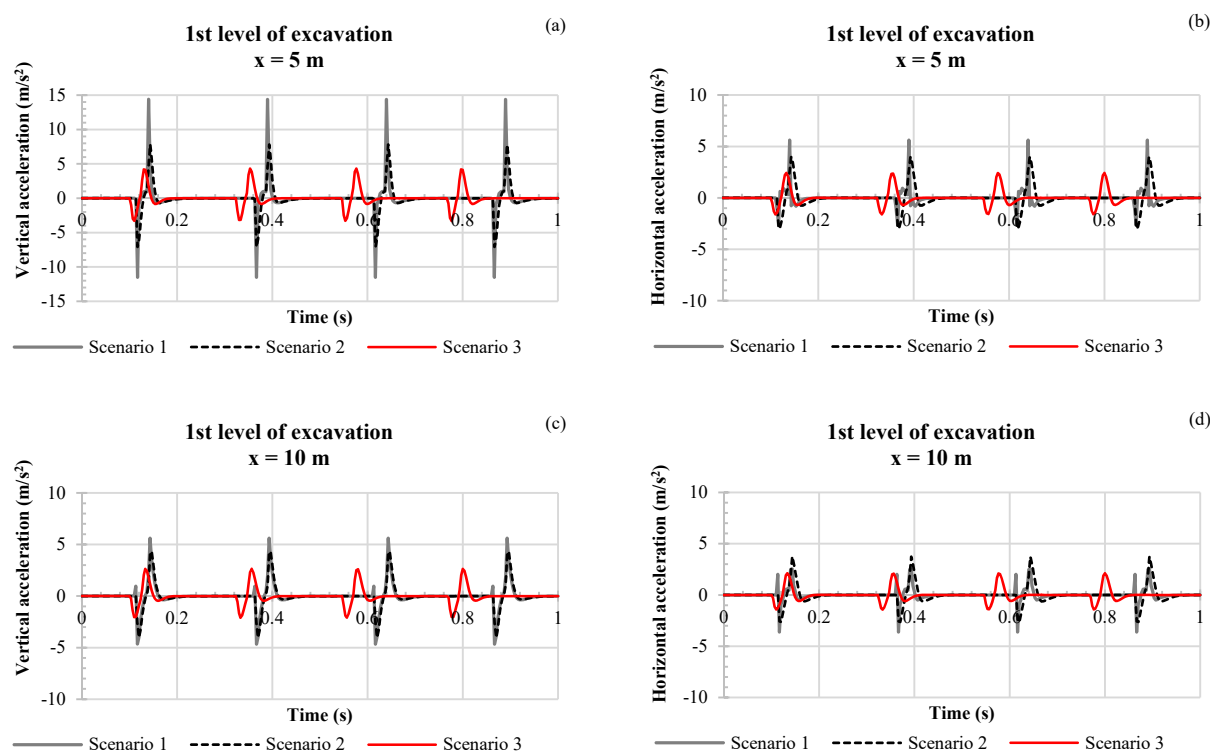 (a)
1st level of excavation
x = 5 m
Vertical acceleration (m/s²)
15
10
5
0
-5
-10
-15
0
0.2
0.4
0.6
0.8
1
Time (s)
Scenario 1
Scenario 2
Scenario 3
(b)
1st level of excavation
x = 5 m
Horizontal acceleration (m/s²)
10
5
0
-5
-10
0
0.2
0.4
0.6
0.8
1
Time (s)
Scenario 1
Scenario 2
Scenario 3
(c)
1st level of excavation
x = 10 m
Vertical acceleration (m/s²)
10
5
0
-5
-10
0
0.2
0.4
0.6
0.8
1
Time (s)
Scenario 1
Scenario 2
Scenario 3
(d)
1st level of excavation
x = 10 m
Horizontal acceleration (m/s²)
10
5
0
-5
-10
0
0.2
0.4
0.6
0.8
1
Time (s)
Scenario 1
Scenario 2
Scenario 3